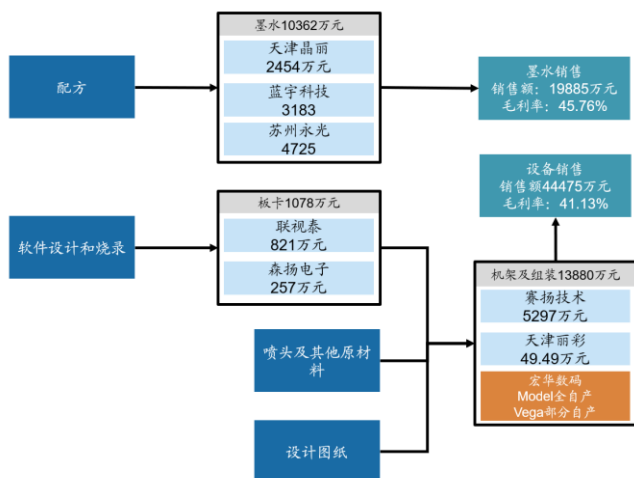 墨水10362万元
天津晶丽
2454万元
蓝宇科技
3183
苏州永光
4725
配方
墨水销售
销售额：19885万元
毛利率：45.76%
设备销售
销售额44475万元
毛利率：41.13%
板卡1078万元
联视泰
821万元
森扬电子
257万元
软件设计和烧录
机架及组装13880万元
赛扬技术
5297万元
天津丽彩
49.49万元
宏华数码
Model全自产
Vega部分自产
喷头及其他原材
料
设计图纸